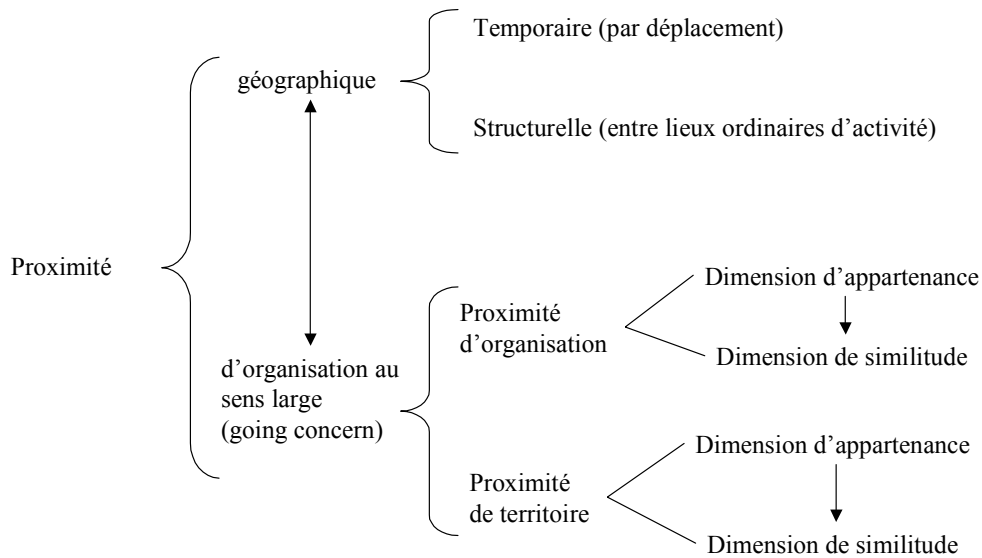 Temporaire (par déplacement)
géographique
Structurelle (entre lieux ordinaires d’activité)
Proximité
Dimension d’appartenance
Proximité
d’organisation
Dimension de similitude
d’organisation au
sens large
(going concern)
Dimension d’appartenance
Proximité
de territoire
Dimension de similitude